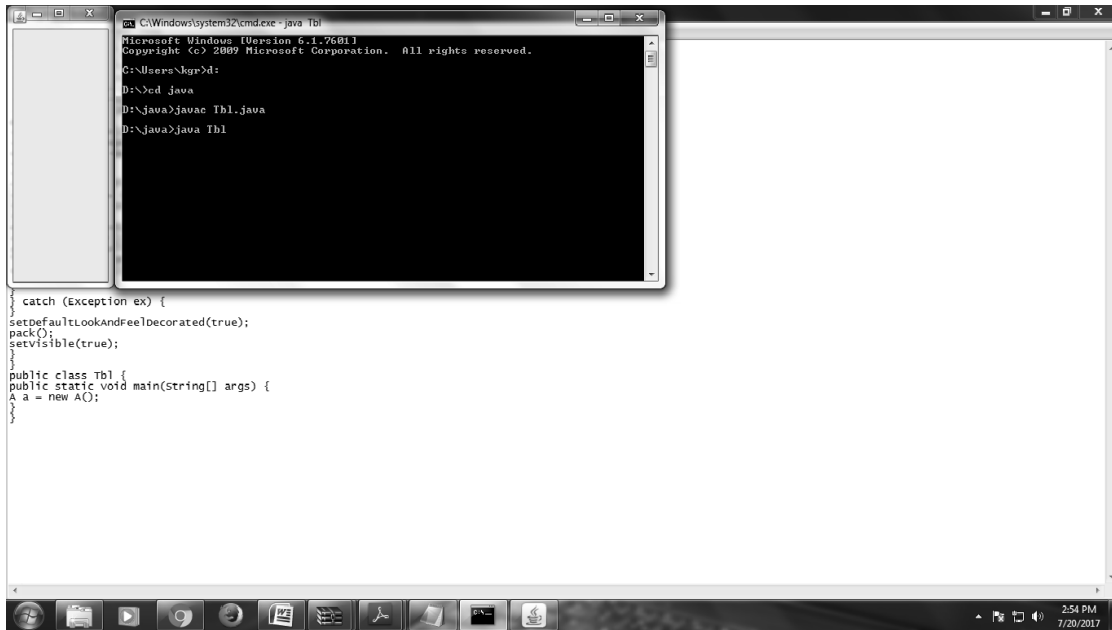 C:\Windows\system32\cmd.exe - java Tbl
Microsoft Windows [Version 6.1.7601]
Copyright (c) 2009 Microsoft Corporation. All rights reserved.
C:\Users\kgr>d:
D:\>cd java
D:\java>javac Tbl.java
D:\java>java Tbl
}
} catch (Exception ex) {
}
setDefaultLookAndFeelDecorated(true);
pack();
setVisible(true);
}
}
public class Tbl {
public static void main(String[] args) {
A a = new A();
}
}
2:54 PM
7/20/2017